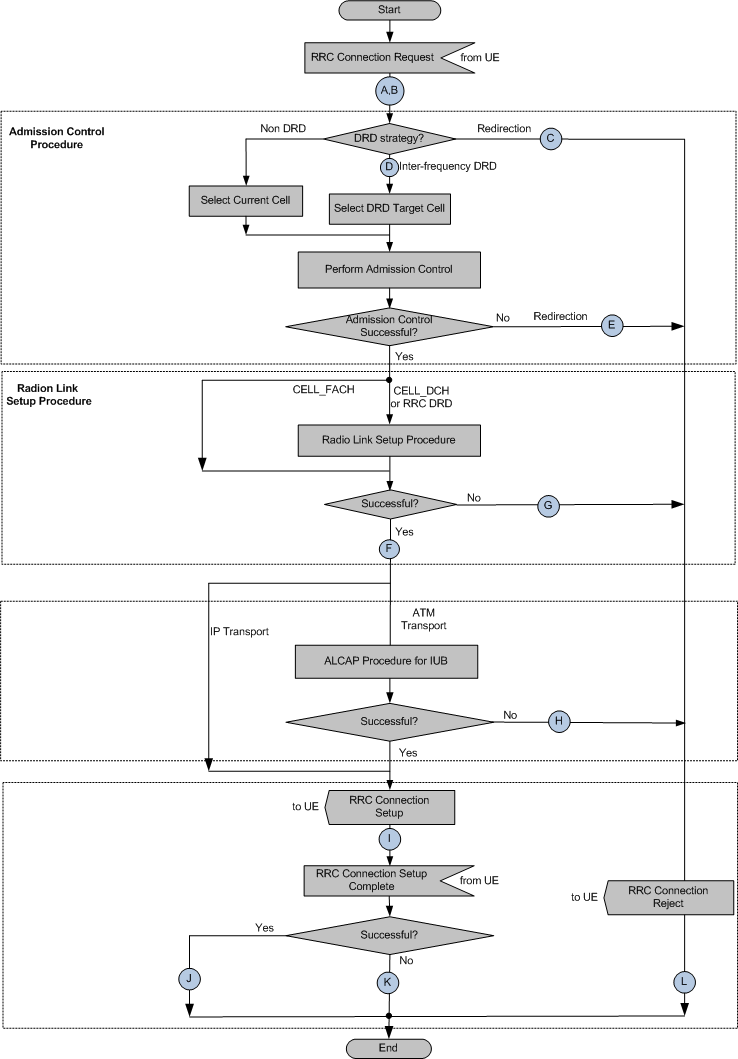 Start
RRC Connection Request
from UE
A,B
Admission Control
Procedure
Non DRD
DRD strategy?
Redirection
C
D
Inter-frequency DRD
Select Current Cell
Select DRD Target Cell
Perform Admission Control
Admission Control
Successful?
No
Redirection
E
Yes
Radion Link
Setup Procedure
CELL_FACH
CELL_DCH
or RRC DRD
Radio Link Setup Procedure
Successful?
No
G
Yes
F
IP Transport
ATM
Transport
ALCAP Procedure for IUB
Successful?
No
H
Yes
to UE
RRC Connection
Setup
I
RRC Connection Setup
Complete
from UE
to UE
RRC Connection
Reject
Yes
Successful?
No
J
K
L
End